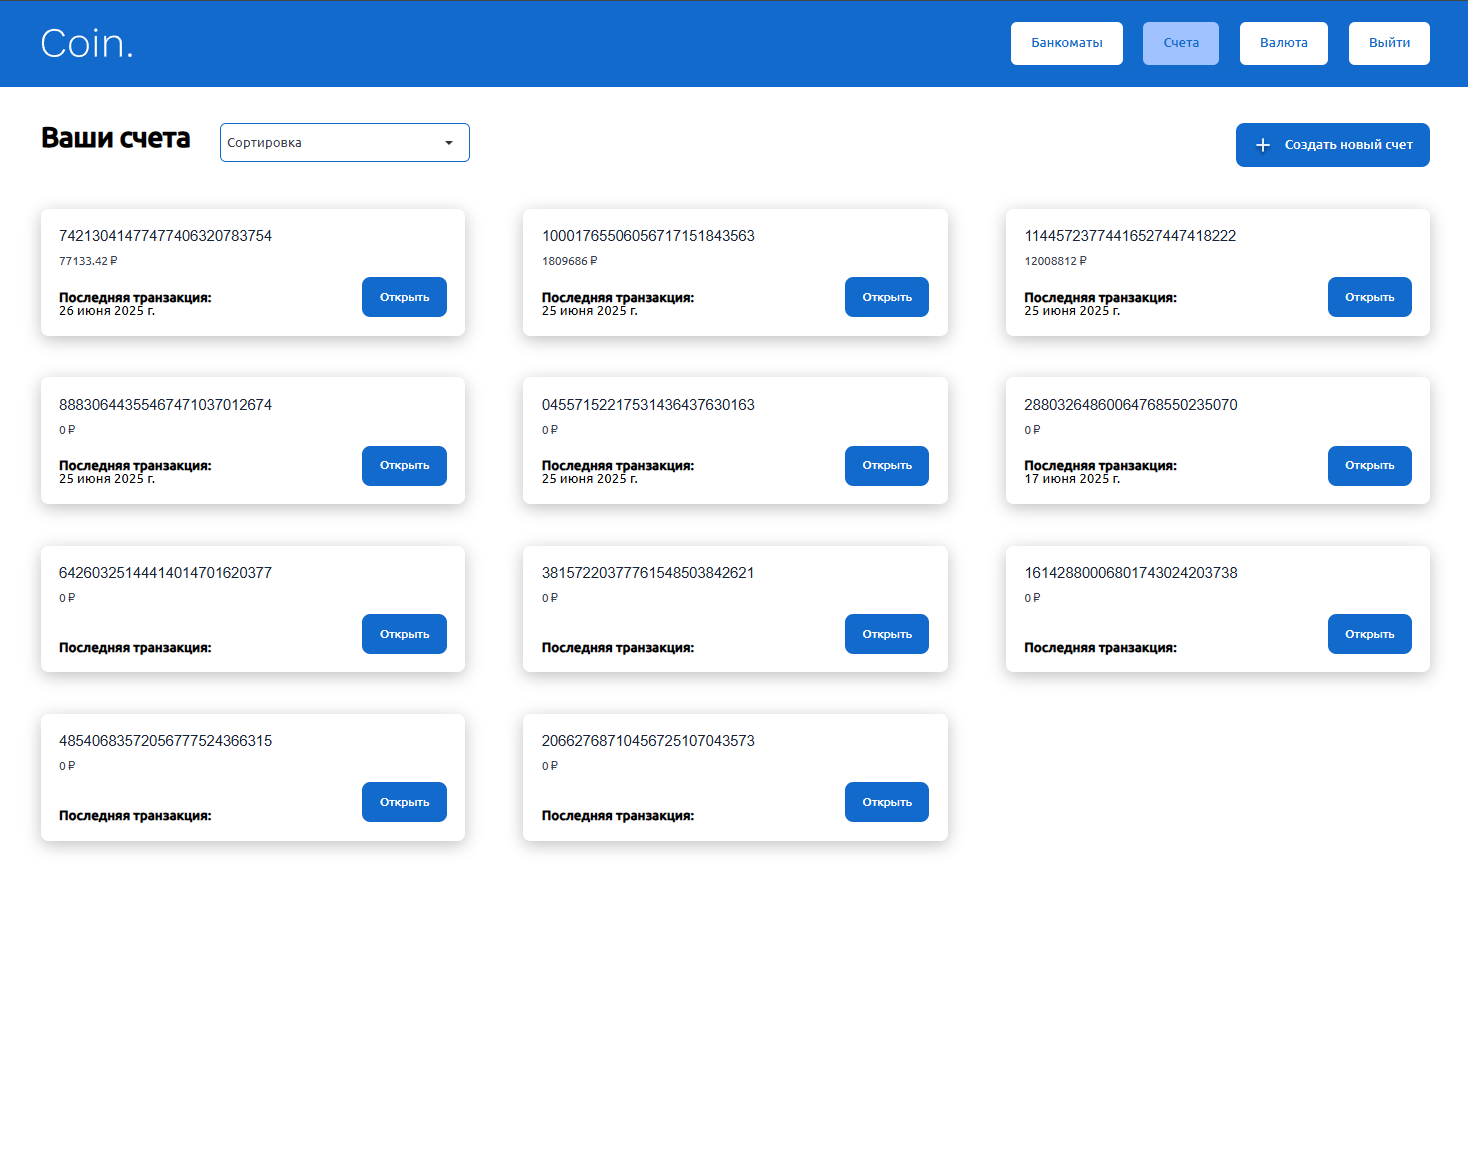 Coin.
Банкоматы
Счета
Валюта
Выйти
Ваши счета
Сортировка
Создать новый счет
74213041477477406320783754
77133.42 ₽
Последняя транзакция:
26 июня 2025 г.
Открыть
10001765506056717151843563
1809686 ₽
Последняя транзакция:
25 июня 2025 г.
Открыть
11445723774416527447418222
12008812 ₽
Последняя транзакция:
25 июня 2025 г.
Открыть
88830644355467471037012674
0 ₽
Последняя транзакция:
25 июня 2025 г.
Открыть
04557152217531436437630163
0 ₽
Последняя транзакция:
25 июня 2025 г.
Открыть
28803264860064768550235070
0 ₽
Последняя транзакция:
17 июня 2025 г.
Открыть
64260325144414014701620377
0 ₽
Последняя транзакция:
Открыть
38157220377761548503842621
0 ₽
Последняя транзакция:
Открыть
16142880006801743024203738
0 ₽
Последняя транзакция:
Открыть
48540683572056777524366315
0 ₽
Последняя транзакция:
Открыть
20662768710456725107043573
0 ₽
Последняя транзакция:
Открыть